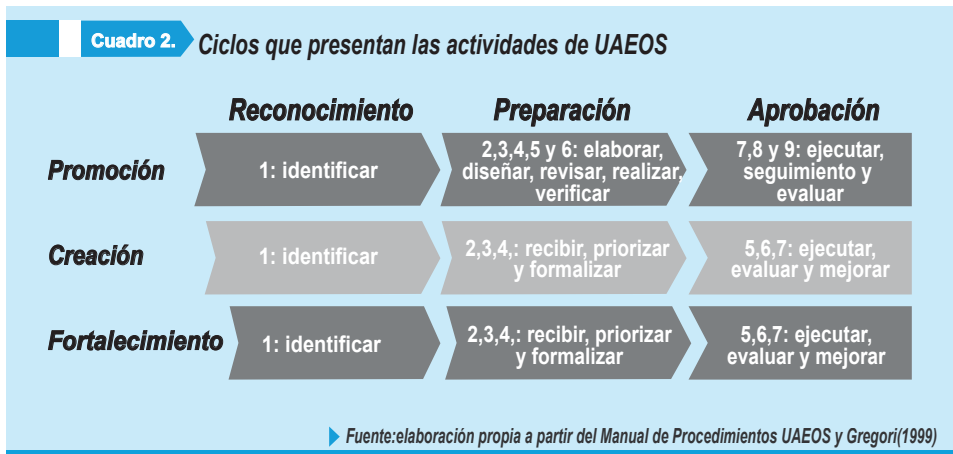 Cuadro 2.
Ciclos que presentan las actividades de UAEOS
Reconocimiento
Preparación
Aprobación
Promoción
1: identificar
2,3,4,5 y 6: elaborar,
diseñar, revisar, realizar,
verificar
7,8 y 9: ejecutar,
seguimiento y
evaluar
Creación
1: identificar
2,3,4,: recibir, priorizar
y formalizar
5,6,7: ejecutar,
evaluar y mejorar
Fortalecimiento
1: identificar
2,3,4,: recibir, priorizar
y formalizar
5,6,7: ejecutar,
evaluar y mejorar
Fuente:elaboración propia a partir del Manual de Procedimientos UAEOS y Gregori(1999)